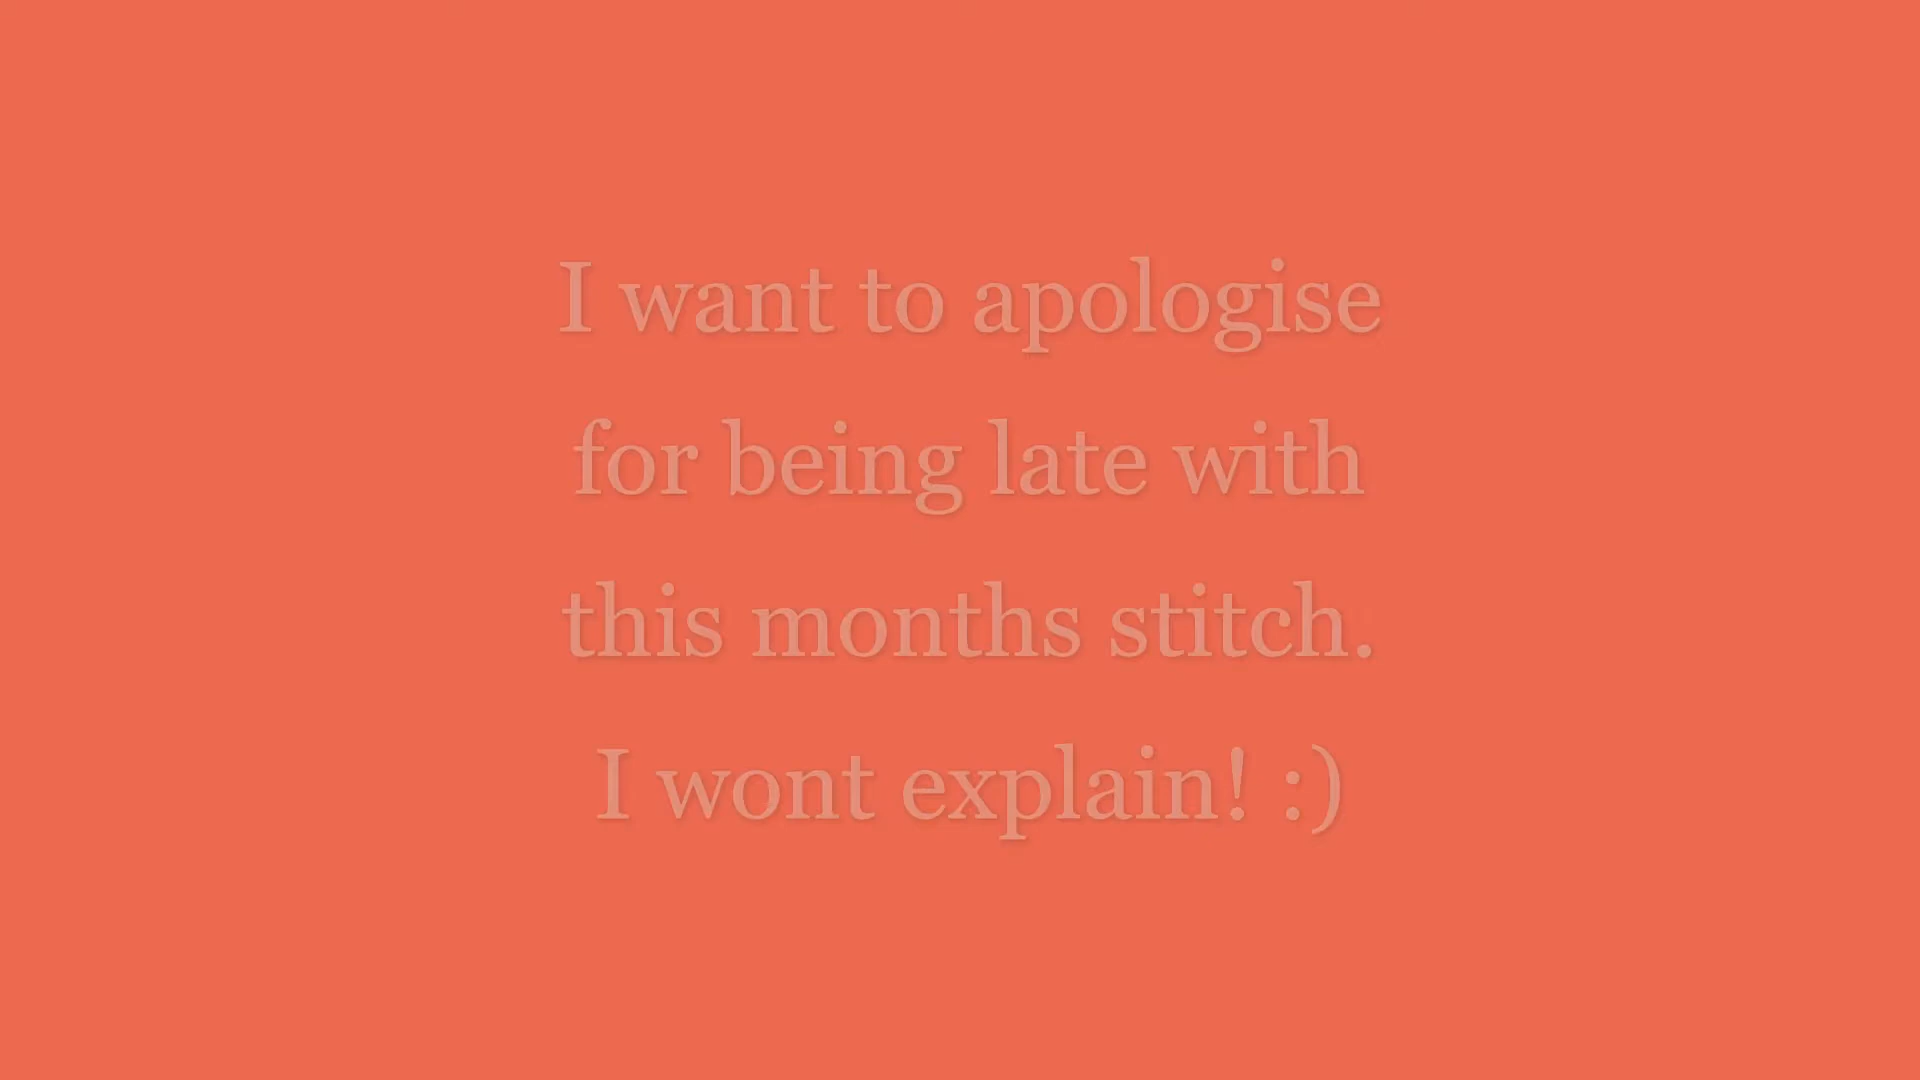 I want to apologise
for being late with
this months stitch.
I wont explain! :)